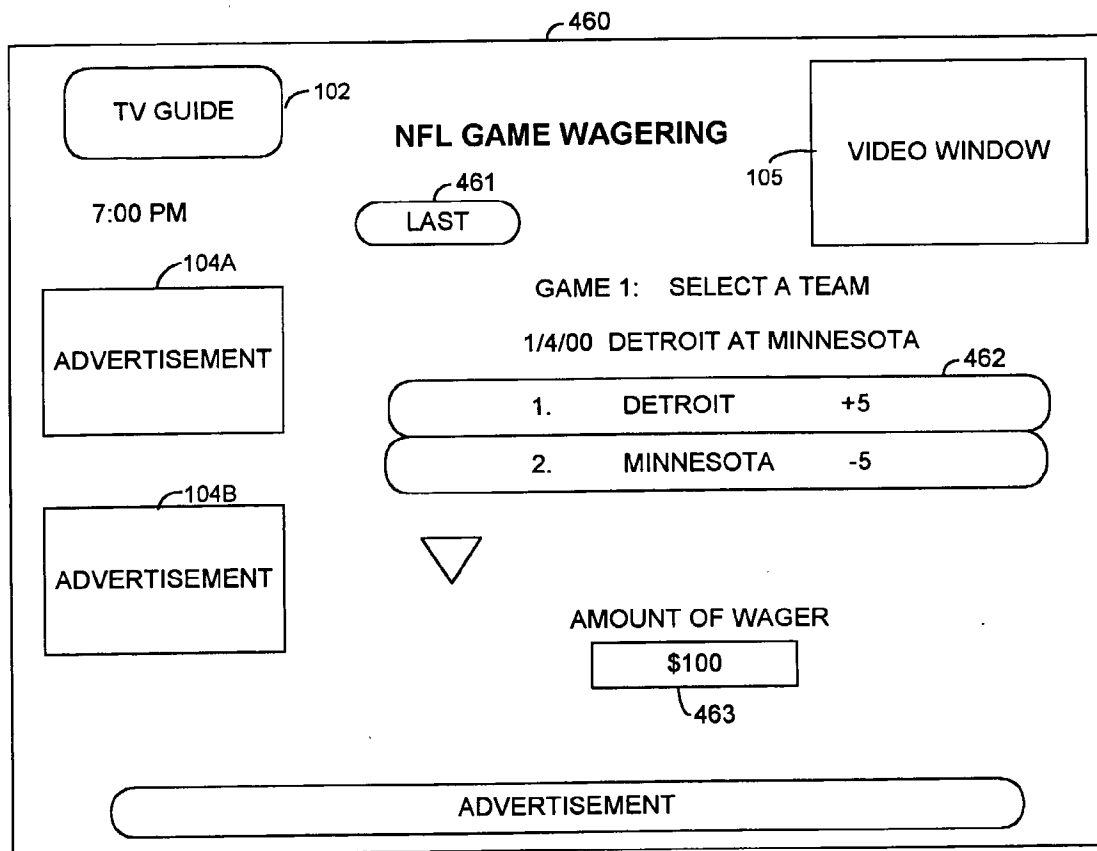 460
TV GUIDE
102
NFL GAME WAGERING
VIDEO WINDOW
105
461
LAST
7:00 PM
104A
ADVERTISEMENT
GAME 1: SELECT A TEAM
1/4/00 DETROIT AT MINNESOTA
462
1. DETROIT +5
2. MINNESOTA -5
104B
ADVERTISEMENT
AMOUNT OF WAGER
$100
463
ADVERTISEMENT